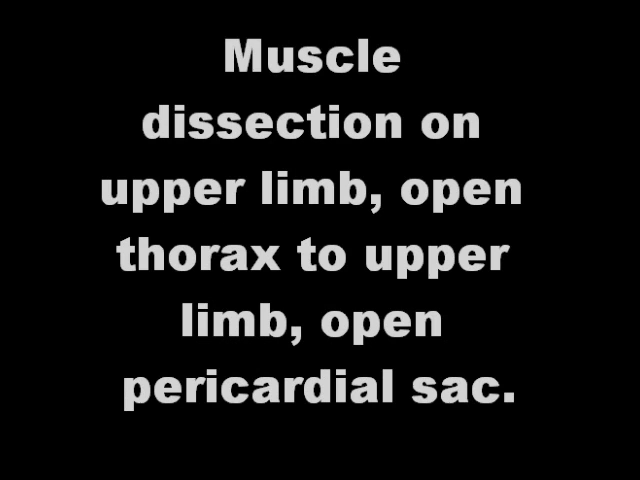 Muscle
dissection on
upper limb, open
thorax to upper
limb, open
pericardial sac.